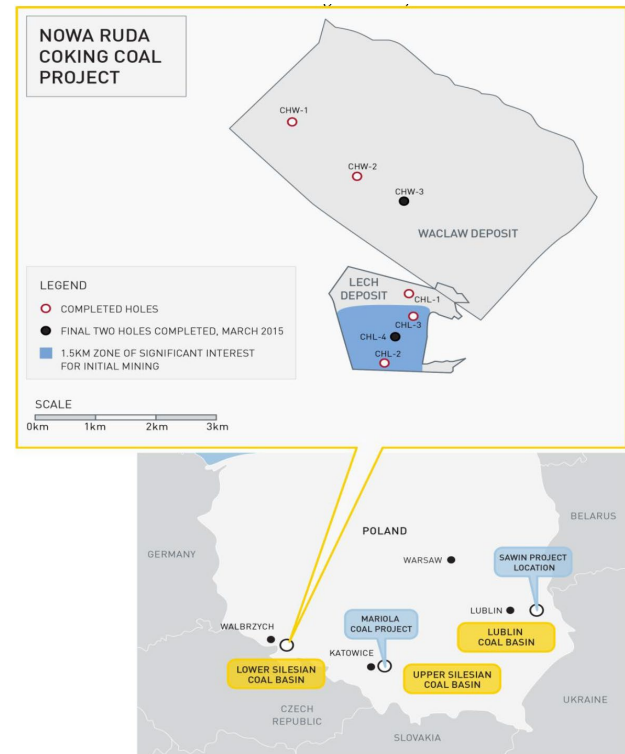 NOWA RUDA
COKING COAL
PROJECT
CHW-1
CHW-2
CHW-3
WACLAW DEPOSIT
LECH
DEPOSIT
CHL-1
CHL-3
CHL-4
CHL-2
LEGEND
COMPLETED HOLES
FINAL TWO HOLES COMPLETED, MARCH 2015
1.5KM ZONE OF SIGNIFICANT INTEREST
FOR INITIAL MINING
SCALE
0km 1km 2km 3km
POLAND
BELARUS
GERMANY
WARSAW
SAWIN PROJECT
LOCATION
LUBLIN
WALBRZYCH
MARIOLA
COAL PROJECT
LUBLIN
COAL BASIN
KATOWICE
LOWER SILESIAN
COAL BASIN
UPPER SILESIAN
COAL BASIN
UKRAINE
CZECH
REPUBLIC
SLOVAKIA